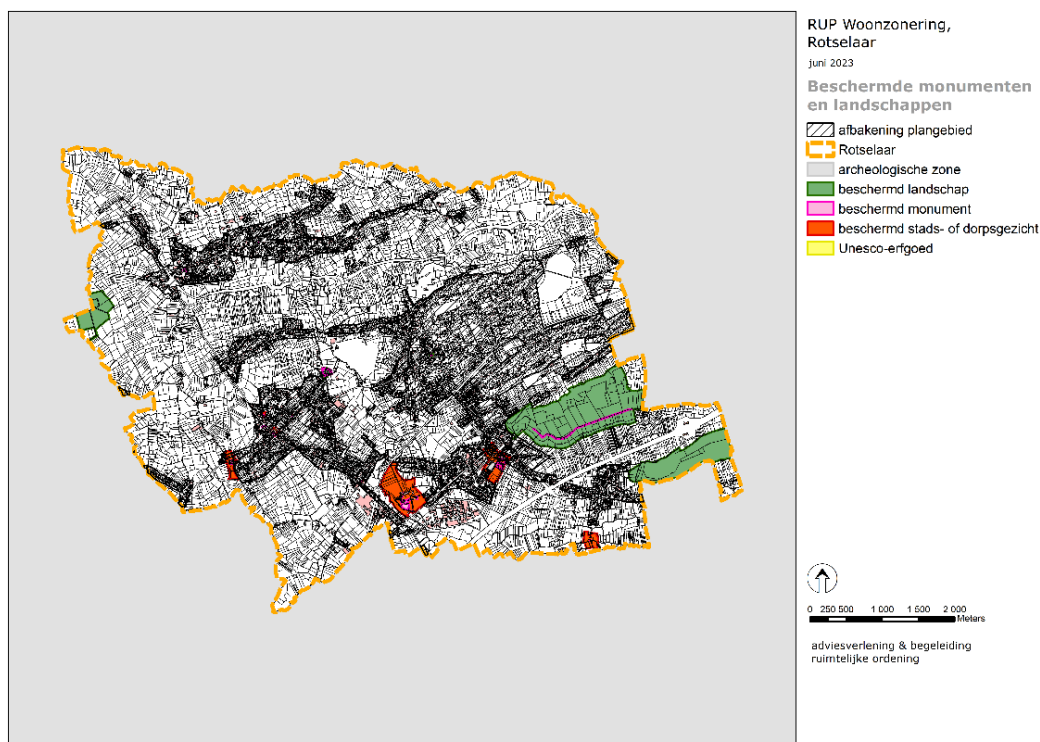 RUP Woonzonering,
Rotselaar
juni 2023
Beschermde monumenten
en landschappen
afbakening plangebied
Rotselaar
archeologische zone
beschermd landschap
beschermd monument
beschermd stads- of dorpsgezicht
Unesco-erfgoed
0 250 500 1 000 1 500 2 000
Meters
adviesverlening & begeleiding
ruimtelijke ordening